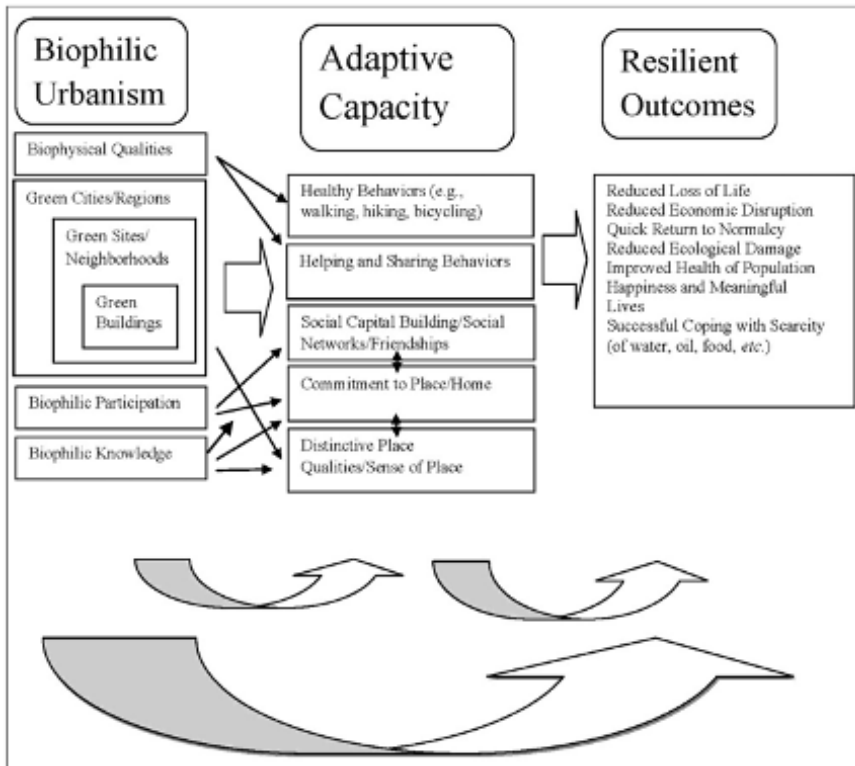 Biophilic
Urbanism
Biophysical Qualities
Green Cities/Regions
Green Sites/
Neighborhoods
Green
Buildings
Biophilic Participation
Biophilic Knowledge
Adaptive
Capacity
Healthy Behaviors (e.g.,
walking, hiking, bicycling)
Helping and Sharing Behaviors
Social Capital Building/Social
Networks/Friendships
Commitment to Place/Home
Distinctive Place
Qualities/Sense of Place
Resilient
Outcomes
Reduced Loss of Life
Reduced Economic Disruption
Quick Return to Normalcy
Reduced Ecological Damage
Improved Health of Population
Happiness and Meaningful
Lives
Successful Coping with Scarcity
(of water, oil, food, etc.)